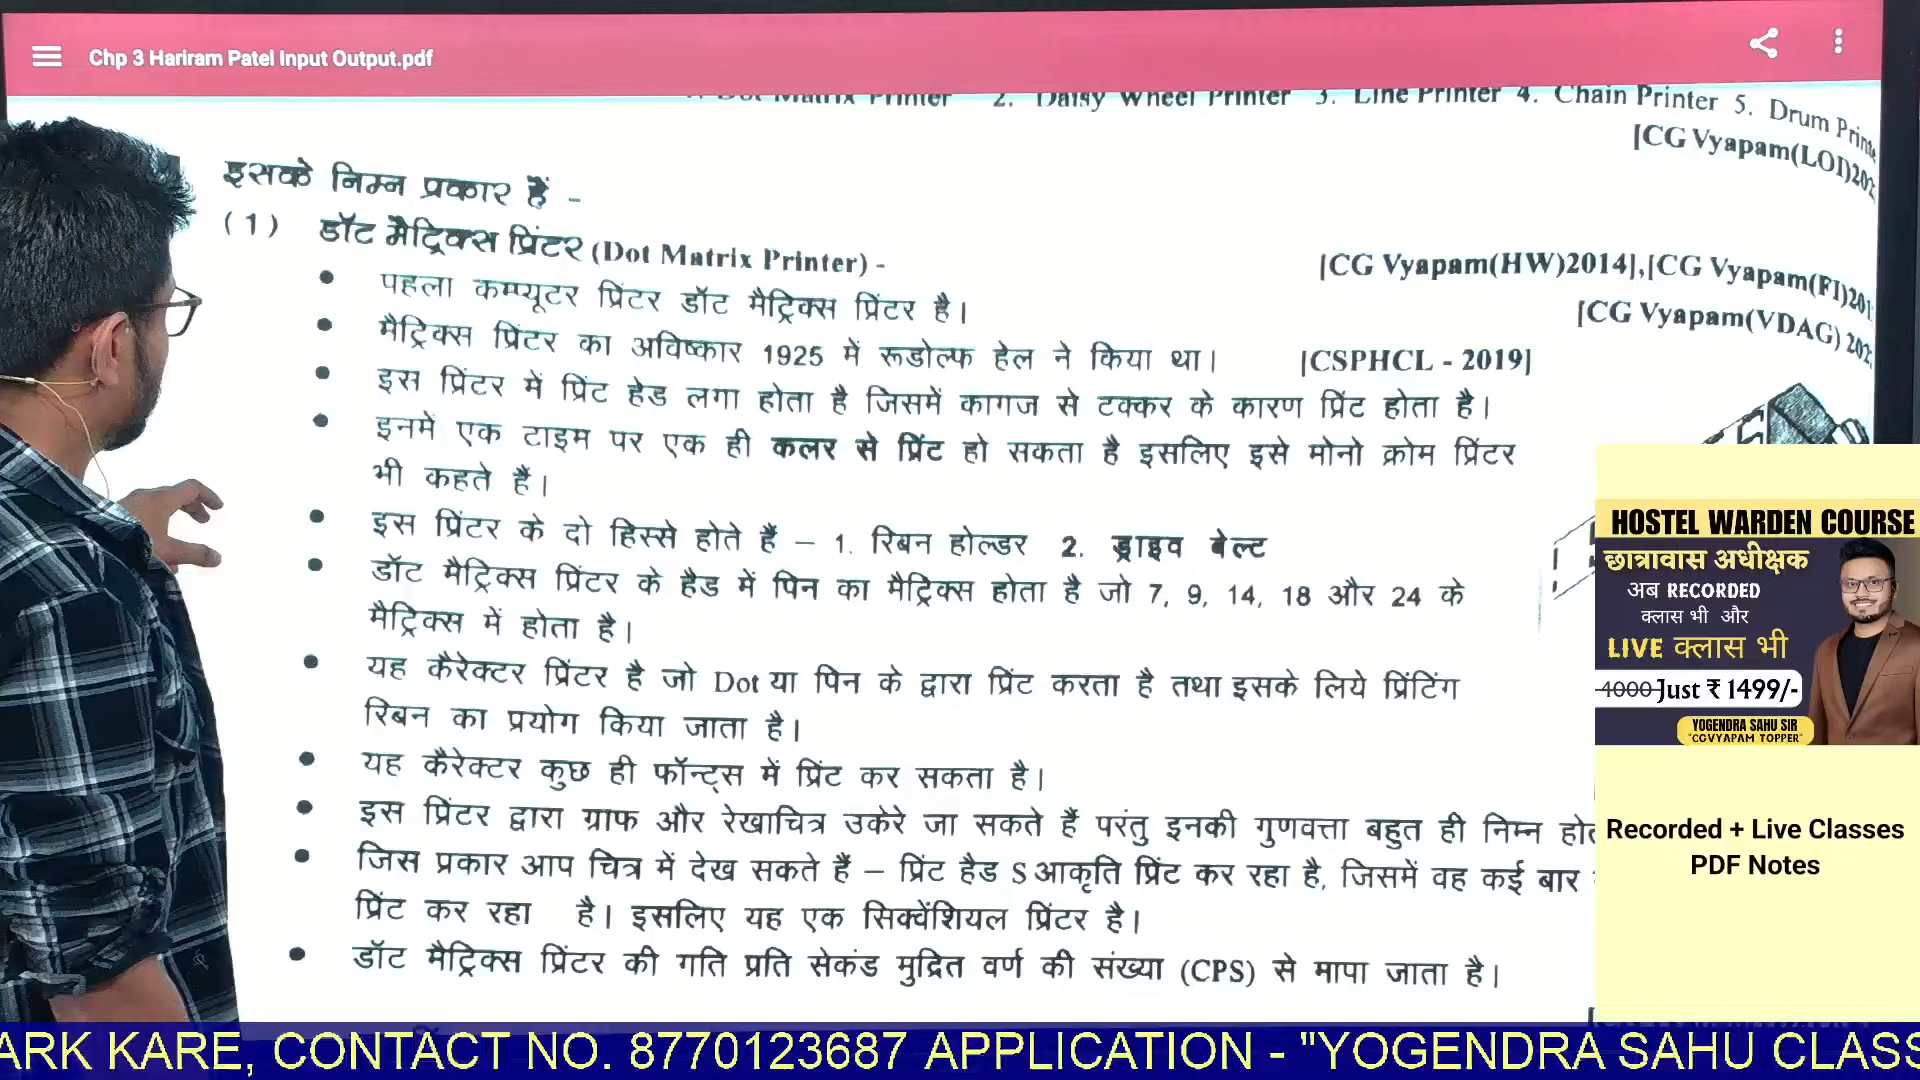 Chp 3 Hariram Patel Input Output.pdf
Dot Matrix Printer 2. Daisy Wheel Printer 3. Line Printer 4. Chain Printer 5. Drum
[CG Vyapam(LOI)
इसके निम्न प्रकार हैं -
(1) डॉट मैट्रिक्स प्रिंटर (Dot Matrix Printer) -
[CG Vyapam(HW)2014],[CG Vyapam(FI)
• पहला कम्प्यूटर प्रिंटर डॉट मैट्रिक्स प्रिंटर है।
[CG Vyapam(VDAG)
• मैट्रिक्स प्रिंटर का अविष्कार 1925 में रूडोल्फ हेल ने किया था। [CSPHCL - 2019]
• इस प्रिंटर में प्रिंट हेड लगा होता है जिसमें कागज से टक्कर के कारण प्रिंट होता है।
• इनमें एक टाइम पर एक ही कलर से प्रिंट हो सकता है इसलिए इसे मोनो क्रोम प्रिंटर
भी कहते हैं।
• इस प्रिंटर के दो हिस्से होते हैं – 1. रिबन होल्डर 2. ड्राइव बेल्ट
• डॉट मैट्रिक्स प्रिंटर के हैड में पिन का मैट्रिक्स होता है जो 7, 9, 14, 18 और 24 के
मैट्रिक्स में होता है।
• यह कैरेक्टर प्रिंटर है जो Dot या पिन के द्वारा प्रिंट करता है तथा इसके लिये प्रिंटिंग
रिबन का प्रयोग किया जाता है।
• यह कैरेक्टर कुछ ही फॉन्ट्स में प्रिंट कर सकता है।
• इस प्रिंटर द्वारा ग्राफ और रेखाचित्र उकेरे जा सकते हैं परंतु इनकी गुणवत्ता बहुत ही निम्न
• जिस प्रकार आप चित्र में देख सकते हैं – प्रिंट हैड S आकृति प्रिंट कर रहा है, जिसमें वह कई बार
प्रिंट कर रहा है। इसलिए यह एक सिक्वेंशियल प्रिंटर है।
• डॉट मैट्रिक्स प्रिंटर की गति प्रति सेकंड मुद्रित वर्ण की संख्या (CPS) से मापा जाता है।
HOSTEL WARDEN COURSE
छात्रावास अधीक्षक
अब RECORDED
क्लास भी और
LIVE क्लास भी
4000 Just ₹ 1499/-
YOGENDRA SAHU SIR
"CGVYAPAM TOPPER"
Recorded + Live Classes
PDF Notes
ARK KARE, CONTACT NO. 8770123687 APPLICATION - "YOGENDRA SAHU CLASS